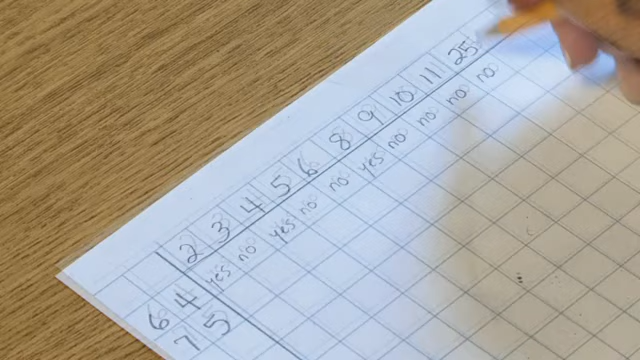 2 3 4 5 6 8 9 10 11 25
6 4 yes no yes no no yes no no no no
7 5